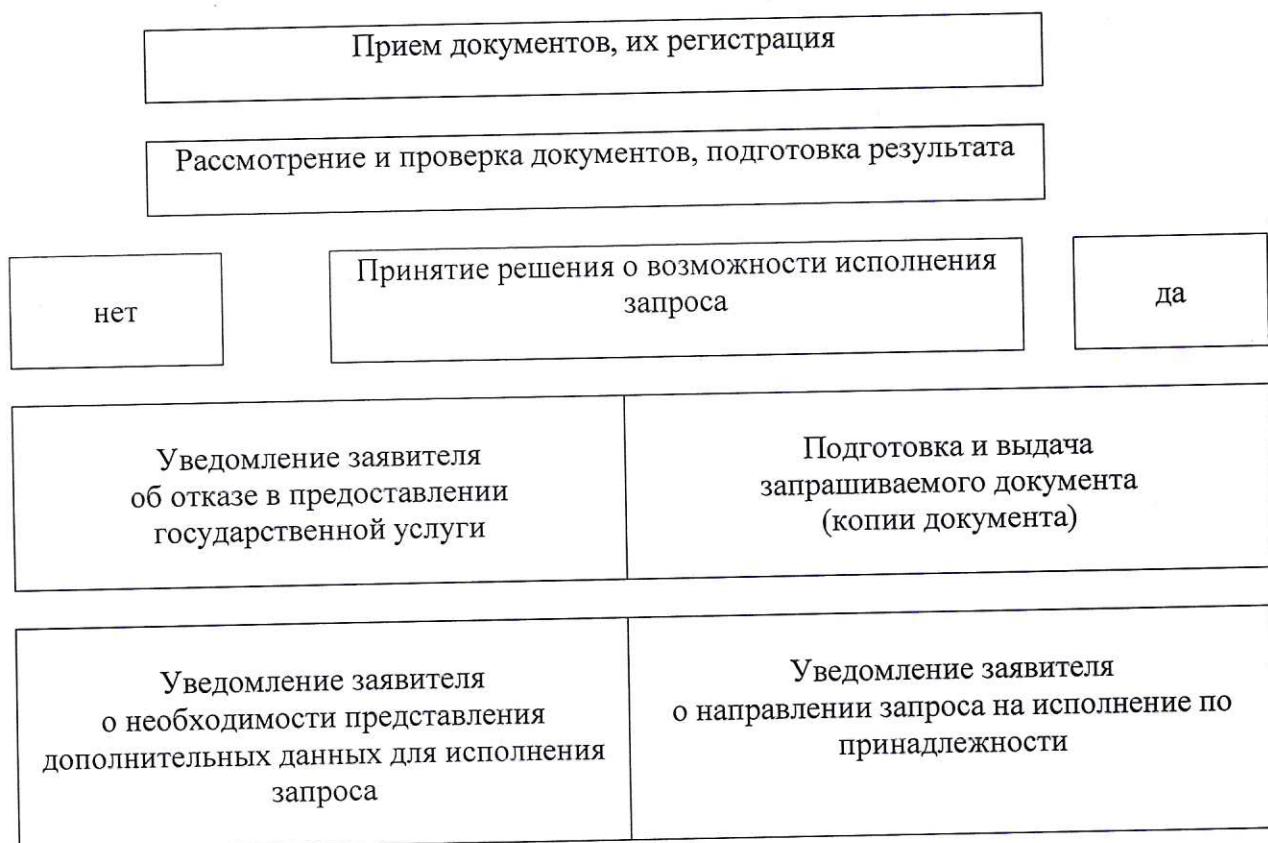 Прием документов, их регистрация
Рассмотрение и проверка документов, подготовка результата
нет
Принятие решения о возможности исполнения
запроса
да
Уведомление заявителя
об отказе в предоставлении
государственной услуги
Подготовка и выдача
запрашиваемого документа
(копии документа)
Уведомление заявителя
о необходимости представления
дополнительных данных для исполнения
запроса
Уведомление заявителя
о направлении запроса на исполнение по
принадлежности